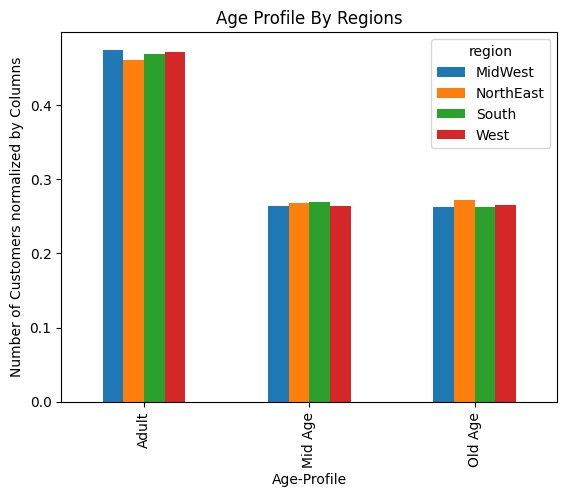 Age Profile By Regions
region
MidWest
NorthEast
South
West
Number of Customers normalized by Columns
0.4
0.3
0.2
0.1
0.0
Adult
Mid Age
Old Age
Age-Profile